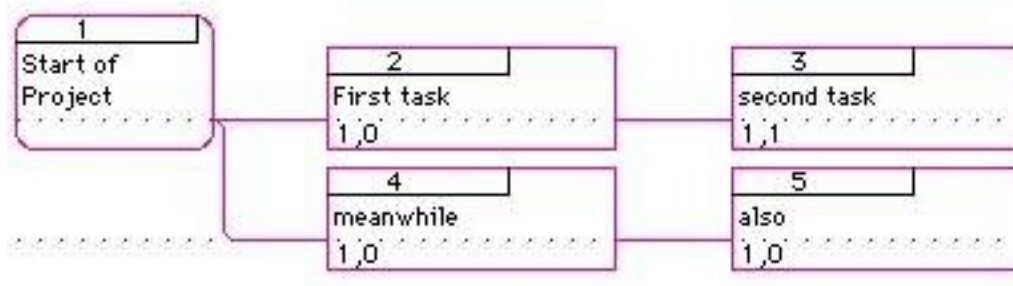 1
Start of
Project
2
First task
1,0
3
second task
1,1
4
meanwhile
1,0
5
also
1,0